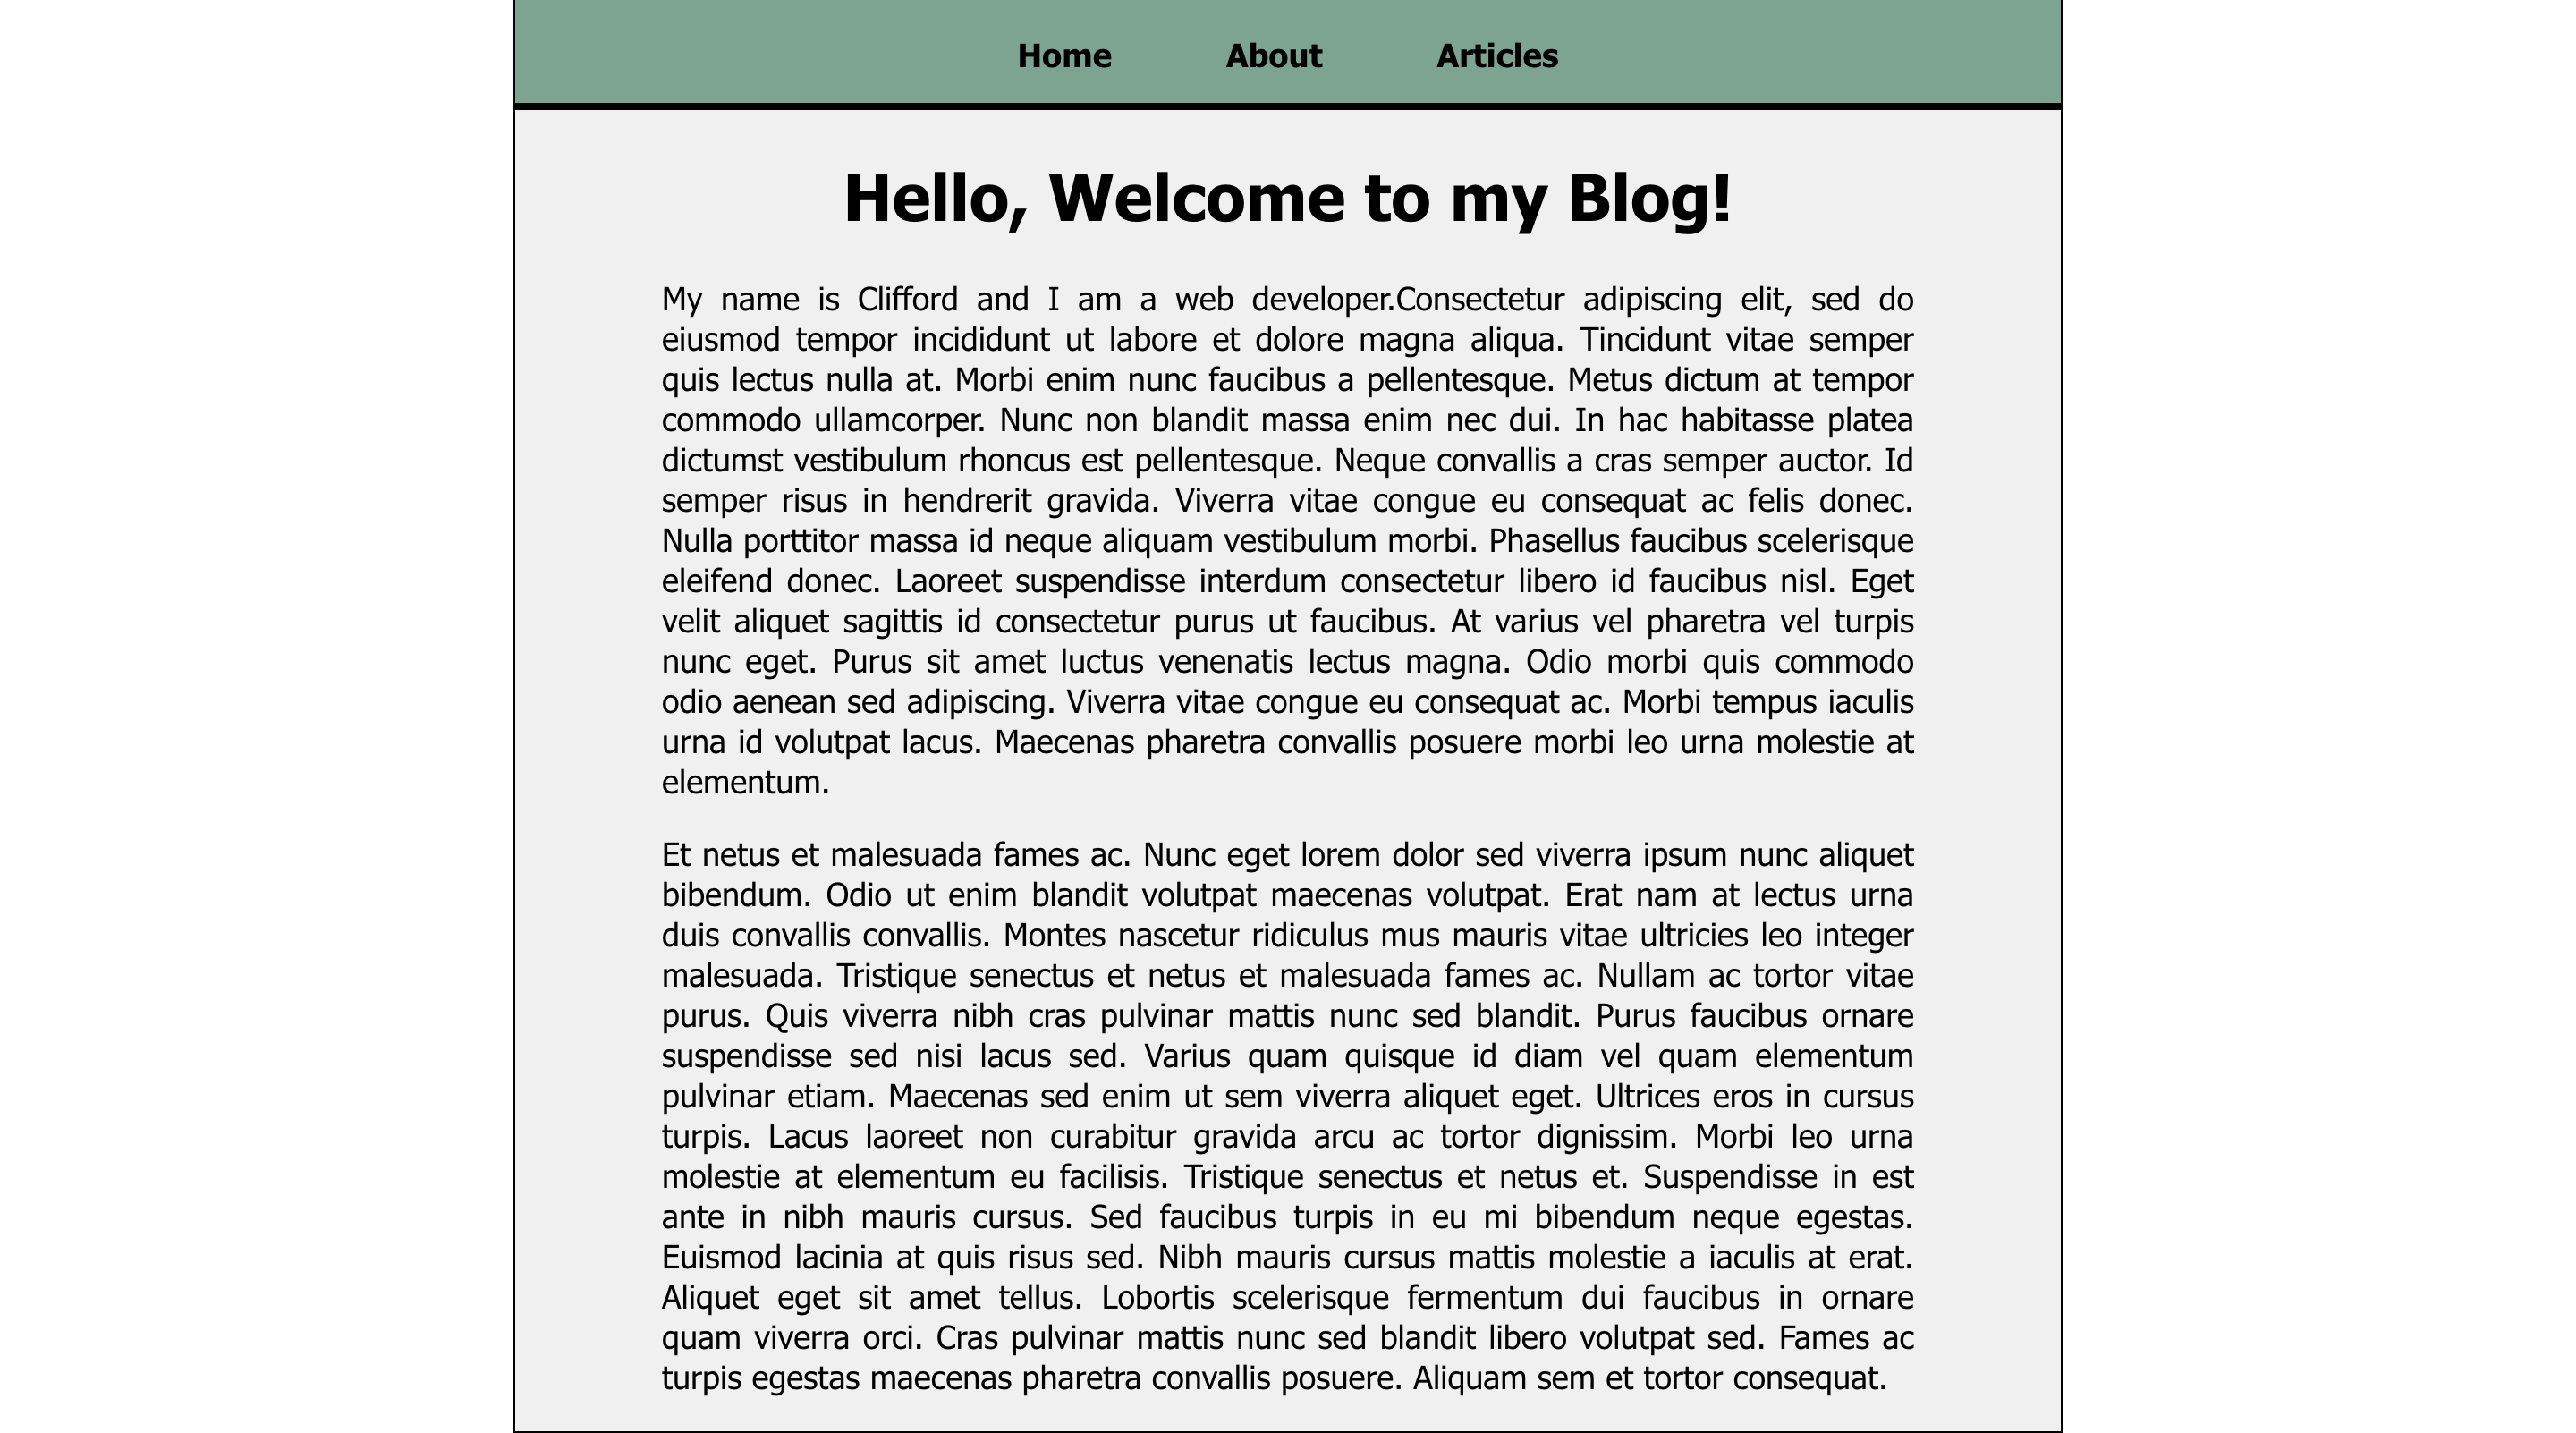 Home About Articles
Hello, Welcome to my Blog!
My name is Clifford and I am a web developer.Consectetur adipiscing elit, sed do
eiusmod tempor incididunt ut labore et dolore magna aliqua. Tincidunt vitae semper
quis lectus nulla at. Morbi enim nunc faucibus a pellentesque. Metus dictum at tempor
commodo ullamcorper. Nunc non blandit massa enim nec dui. In hac habitasse platea
dictumst vestibulum rhoncus est pellentesque. Neque convallis a cras semper auctor. Id
semper risus in hendrerit gravida. Viverra vitae congue eu consequat ac felis donec.
Nulla porttitor massa id neque aliquam vestibulum morbi. Phasellus faucibus scelerisque
eleifend donec. Laoreet suspendisse interdum consectetur libero id faucibus nisl. Eget
velit aliquet sagittis id consectetur purus ut faucibus. At varius vel pharetra vel turpis
nunc eget. Purus sit amet luctus venenatis lectus magna. Odio morbi quis commodo
odio aenean sed adipiscing. Viverra vitae congue eu consequat ac. Morbi tempus iaculis
urna id volutpat lacus. Maecenas pharetra convallis posuere morbi leo urna molestie at
elementum.
Et netus et malesuada fames ac. Nunc eget lorem dolor sed viverra ipsum nunc aliquet
bibendum. Odio ut enim blandit volutpat maecenas volutpat. Erat nam at lectus urna
duis convallis convallis. Montes nascetur ridiculus mus mauris vitae ultricies leo integer
malesuada. Tristique senectus et netus et malesuada fames ac. Nullam ac tortor vitae
purus. Quis viverra nibh cras pulvinar mattis nunc sed blandit. Purus faucibus ornare
suspendisse sed nisi lacus sed. Varius quam quisque id diam vel quam elementum
pulvinar etiam. Maecenas sed enim ut sem viverra aliquet eget. Ultrices eros in cursus
turpis. Lacus laoreet non curabitur gravida arcu ac tortor dignissim. Morbi leo urna
molestie at elementum eu facilisis. Tristique senectus et netus et. Suspendisse in est
ante in nibh mauris cursus. Sed faucibus turpis in eu mi bibendum neque egestas.
Euismod lacinia at quis risus sed. Nibh mauris cursus mattis molestie a iaculis at erat.
Aliquet eget sit amet tellus. Lobortis scelerisque fermentum dui faucibus in ornare
quam viverra orci. Cras pulvinar mattis nunc sed blandit libero volutpat sed. Fames ac
turpis egestas maecenas pharetra convallis posuere. Aliquam sem et tortor consequat.